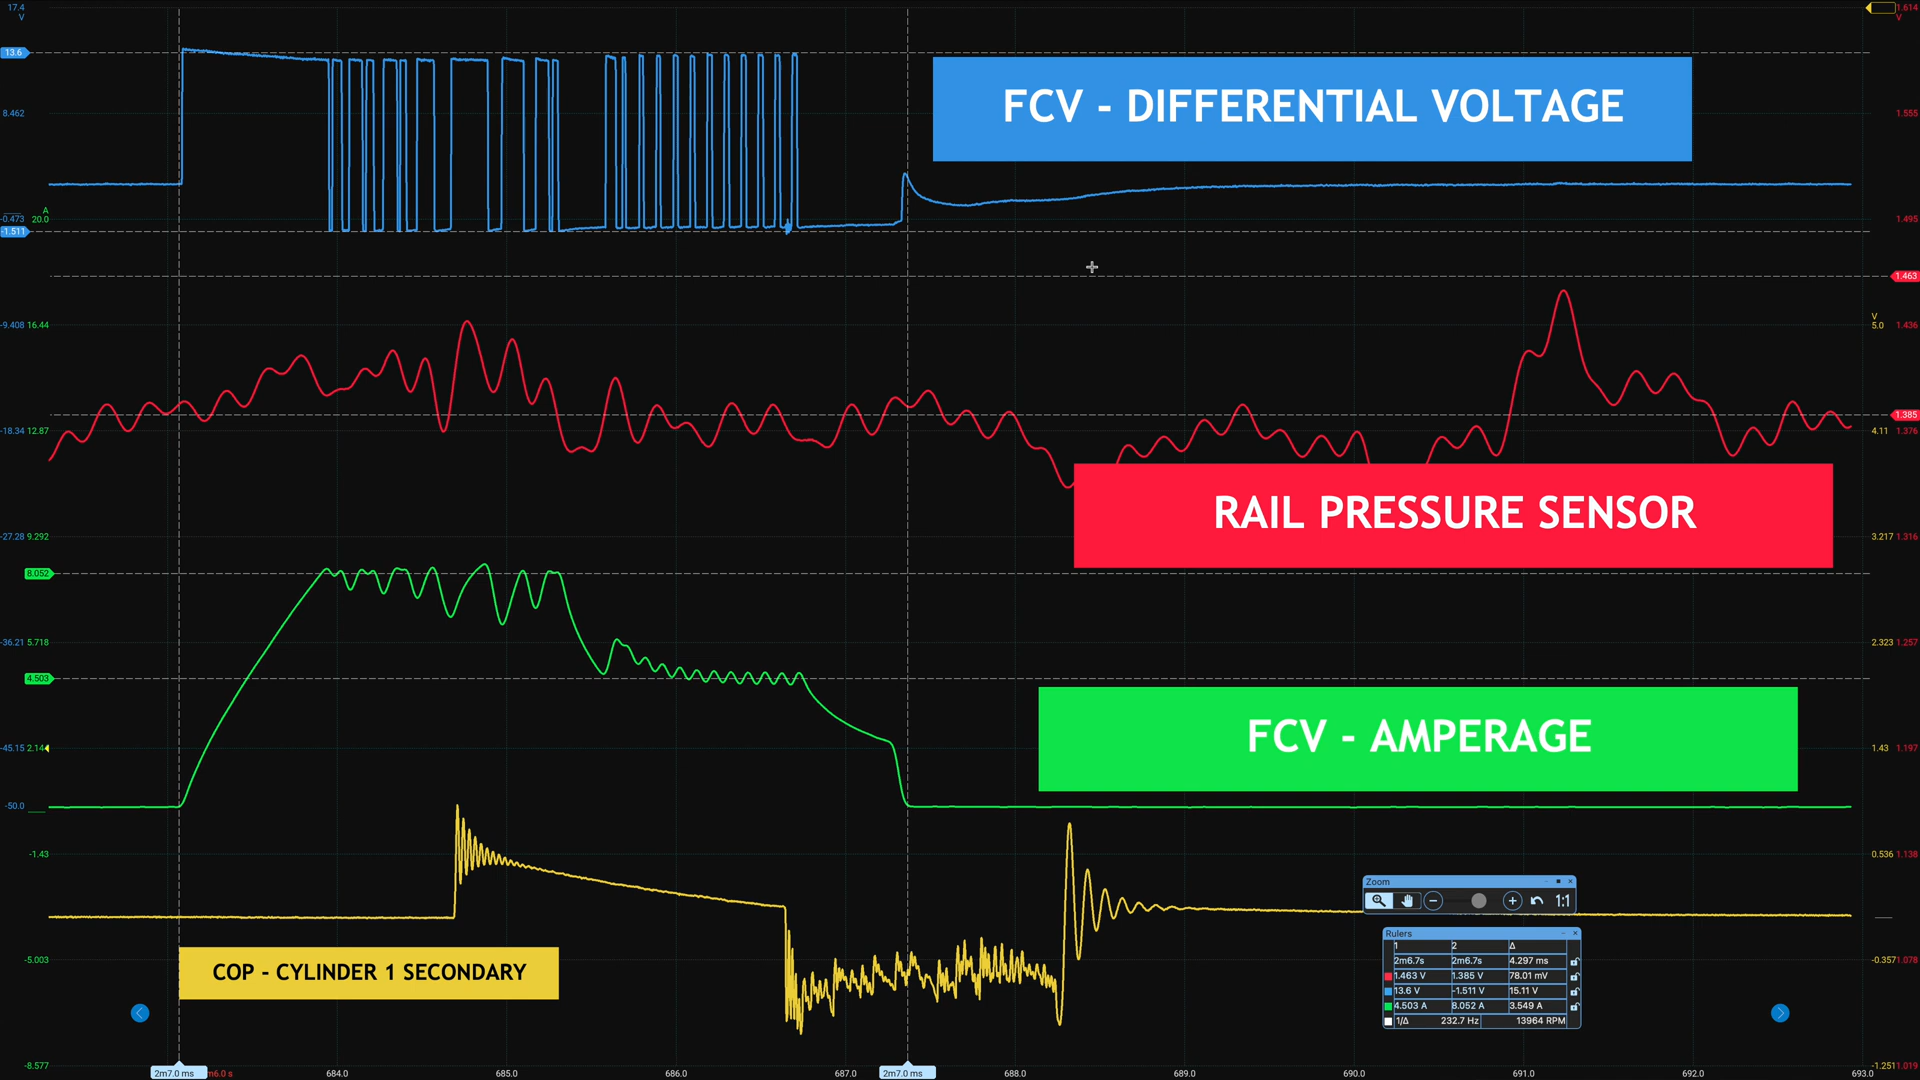 17.4
V
1.614
V
13.6
FCV - DIFFERENTIAL VOLTAGE
8.462
1.555
A
-0.473 20.0
1.495
-1.511
1.463
-9.408 16.44
V
5.0 1.436
1.385
-18.34 12.87
4.11 1.376
RAIL PRESSURE SENSOR
-27.28 9.292
3.217 1.316
8.052
-36.21 5.718
2.323 1.257
4.503
FCV - AMPERAGE
-45.15 2.14
1.43 1.197
-50.0
-1.43
0.536 1.138
Zoom
1:1
Rulers
1 2 Δ
2m6.7s 2m6.7s 4.297 ms
1.463 V 1.385 V 78.01 mV
13.6 V -1.511 V 15.11 V
4.503 A 8.052 A 3.549 A
1/Δ 232.7 Hz 13964 RPM
-5.003
-0.357 1.078
COP - CYLINDER 1 SECONDARY
-8.577
-1.251 1.019
2m7.0 ms m6.0 s 684.0 685.0 686.0 687.0 2m7.0 ms 688.0 689.0 690.0 691.0 692.0 693.0